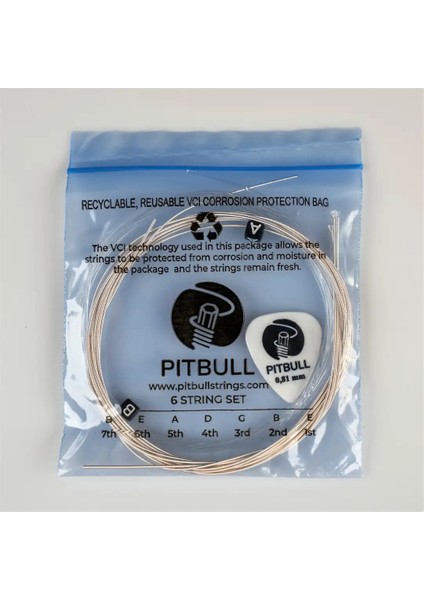 RECYCLABLE, REUSABLE VCI CORROSION PROTECTION BAG
A
The VCI technology used in this package allows the
strings to be protected from corrosion and moisture in
the package and the strings remain fresh.
PITBULL
www.pitbullstrings.com
6 STRING SET
PITBULL
0,81 mm
B
B E A D G B E
7th 6th 5th 4th 3rd 2nd 1st